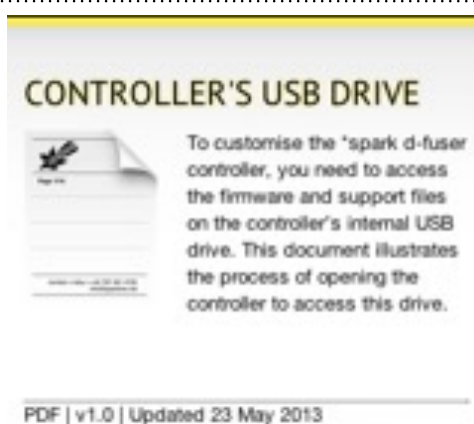 CONTROLLER'S USB DRIVE
To customise the *spark d-fuser
controller, you need to access
the firmware and support files
on the controller's internal USB
drive. This document illustrates
the process of opening the
controller to access this drive.
PDF | v1.0 | Updated 23 May 2013